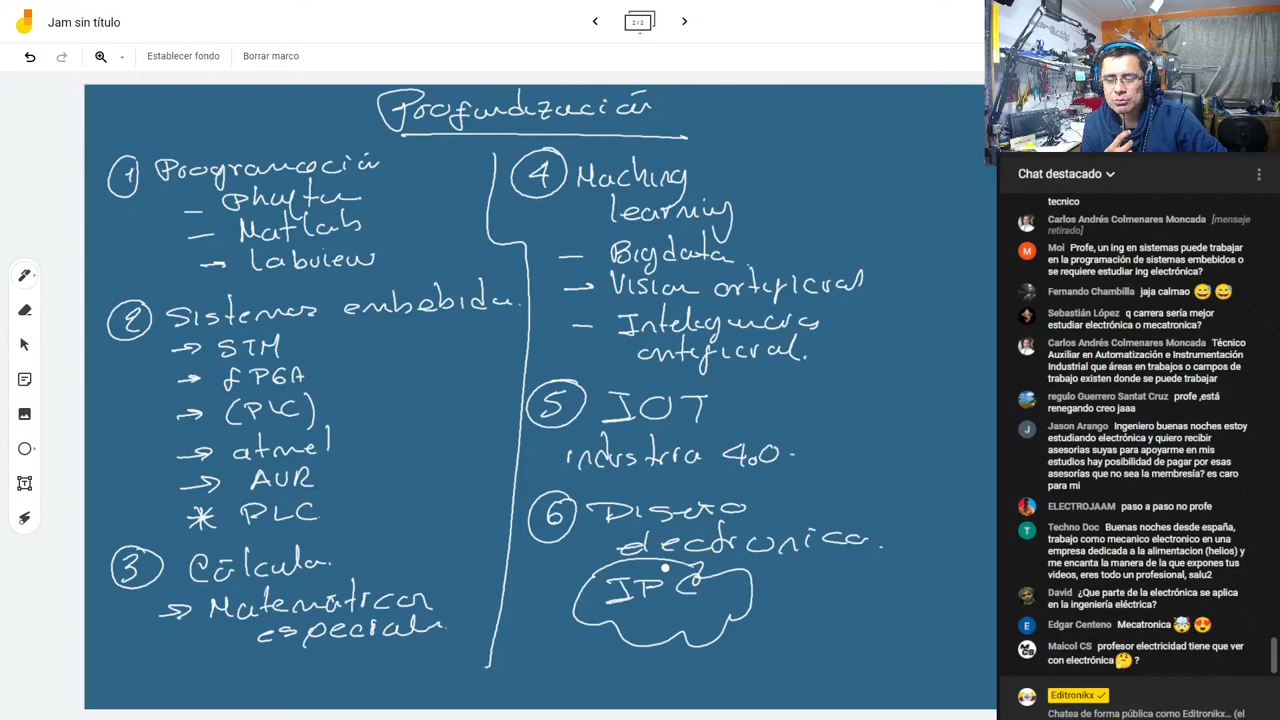 Jam sin título
2/2
Establecer fondo
Borrar marco
Profundización
1 Programación
- Phyton
- Matlab
- labview
2 Sistemas embebidos.
→ STM
→ fPGA
→ (PIC)
→ atmel
→ AVR
* PLC
3 Cálculo.
→ Matemáticas
especiales.
4 Maching
learning
- Bigdata.
→ Vision artificial
- Inteligencia
artificial.
5 IOT
industria 4.0.
6 Diseño
electronico.
IPC
Chat destacado
tecnico
Carlos Andrés Colmenares Moncada [mensaje
retirado]
Moi Profe, un ing en sistemas puede trabajar
en la programación de sistemas embebidos o
se requiere estudiar ing electrónica?
Fernando Chambilla jaja calmao 😅 😅
Sebastián López q carrera sería mejor
estudiar electrónica o mecatronica?
Carlos Andrés Colmenares Moncada Técnico
Auxiliar en Automatización e Instrumentación
Industrial que áreas en trabajos o campos de
trabajo existen donde se puede trabajar
regulo Guerrero Santat Cruz profe ,está
renegando creo jaaa
Jason Arango Ingeniero buenas noches estoy
estudiando electrónica y quiero recibir
asesorias suyas para apoyarme en mis
estudios hay posibilidad de pagar por esas
asesorías que no sea la membresía? es caro
para mi
ELECTROJAAM paso a paso no profe
Techno Doc Buenas noches desde españa,
trabajo como mecanico electronico en una
empresa dedicada a la alimentacion (helios) y
me encanta la manera de la que expones tus
videos, eres todo un profesional, salu2
David ¿Que parte de la electrónica se aplica
en la ingeniería eléctrica?
Edgar Centeno Mecatronica 🤯 😍
Maicol CS profesor electricidad tiene que ver
con electrónica 🤔 ?
Editronikx
Chatea de forma pública como Editronikx... (el